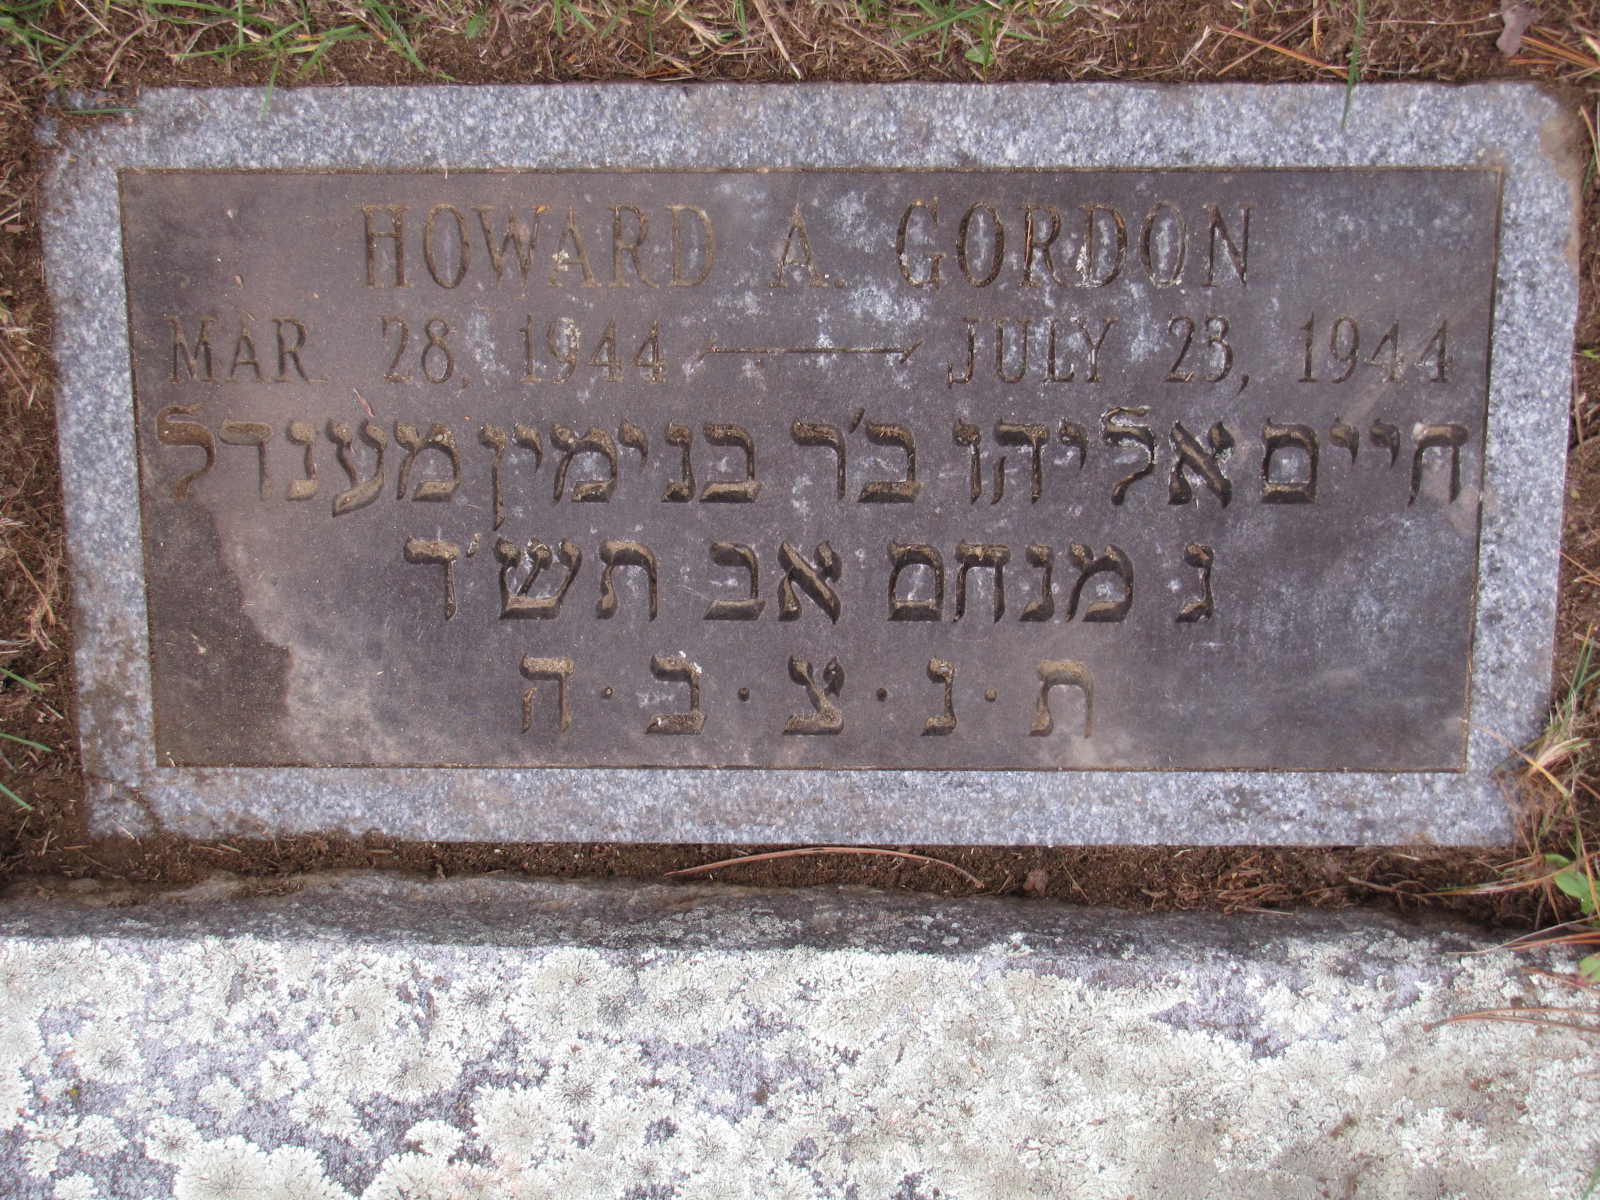 HOWARD A. GORDON
MAR. 28, 1944 — JULY 23, 1944
חיים אליהו ב'ר בנימין מענדל
ג מנחם אב תש'ד
ת·נ·צ·ב·ה